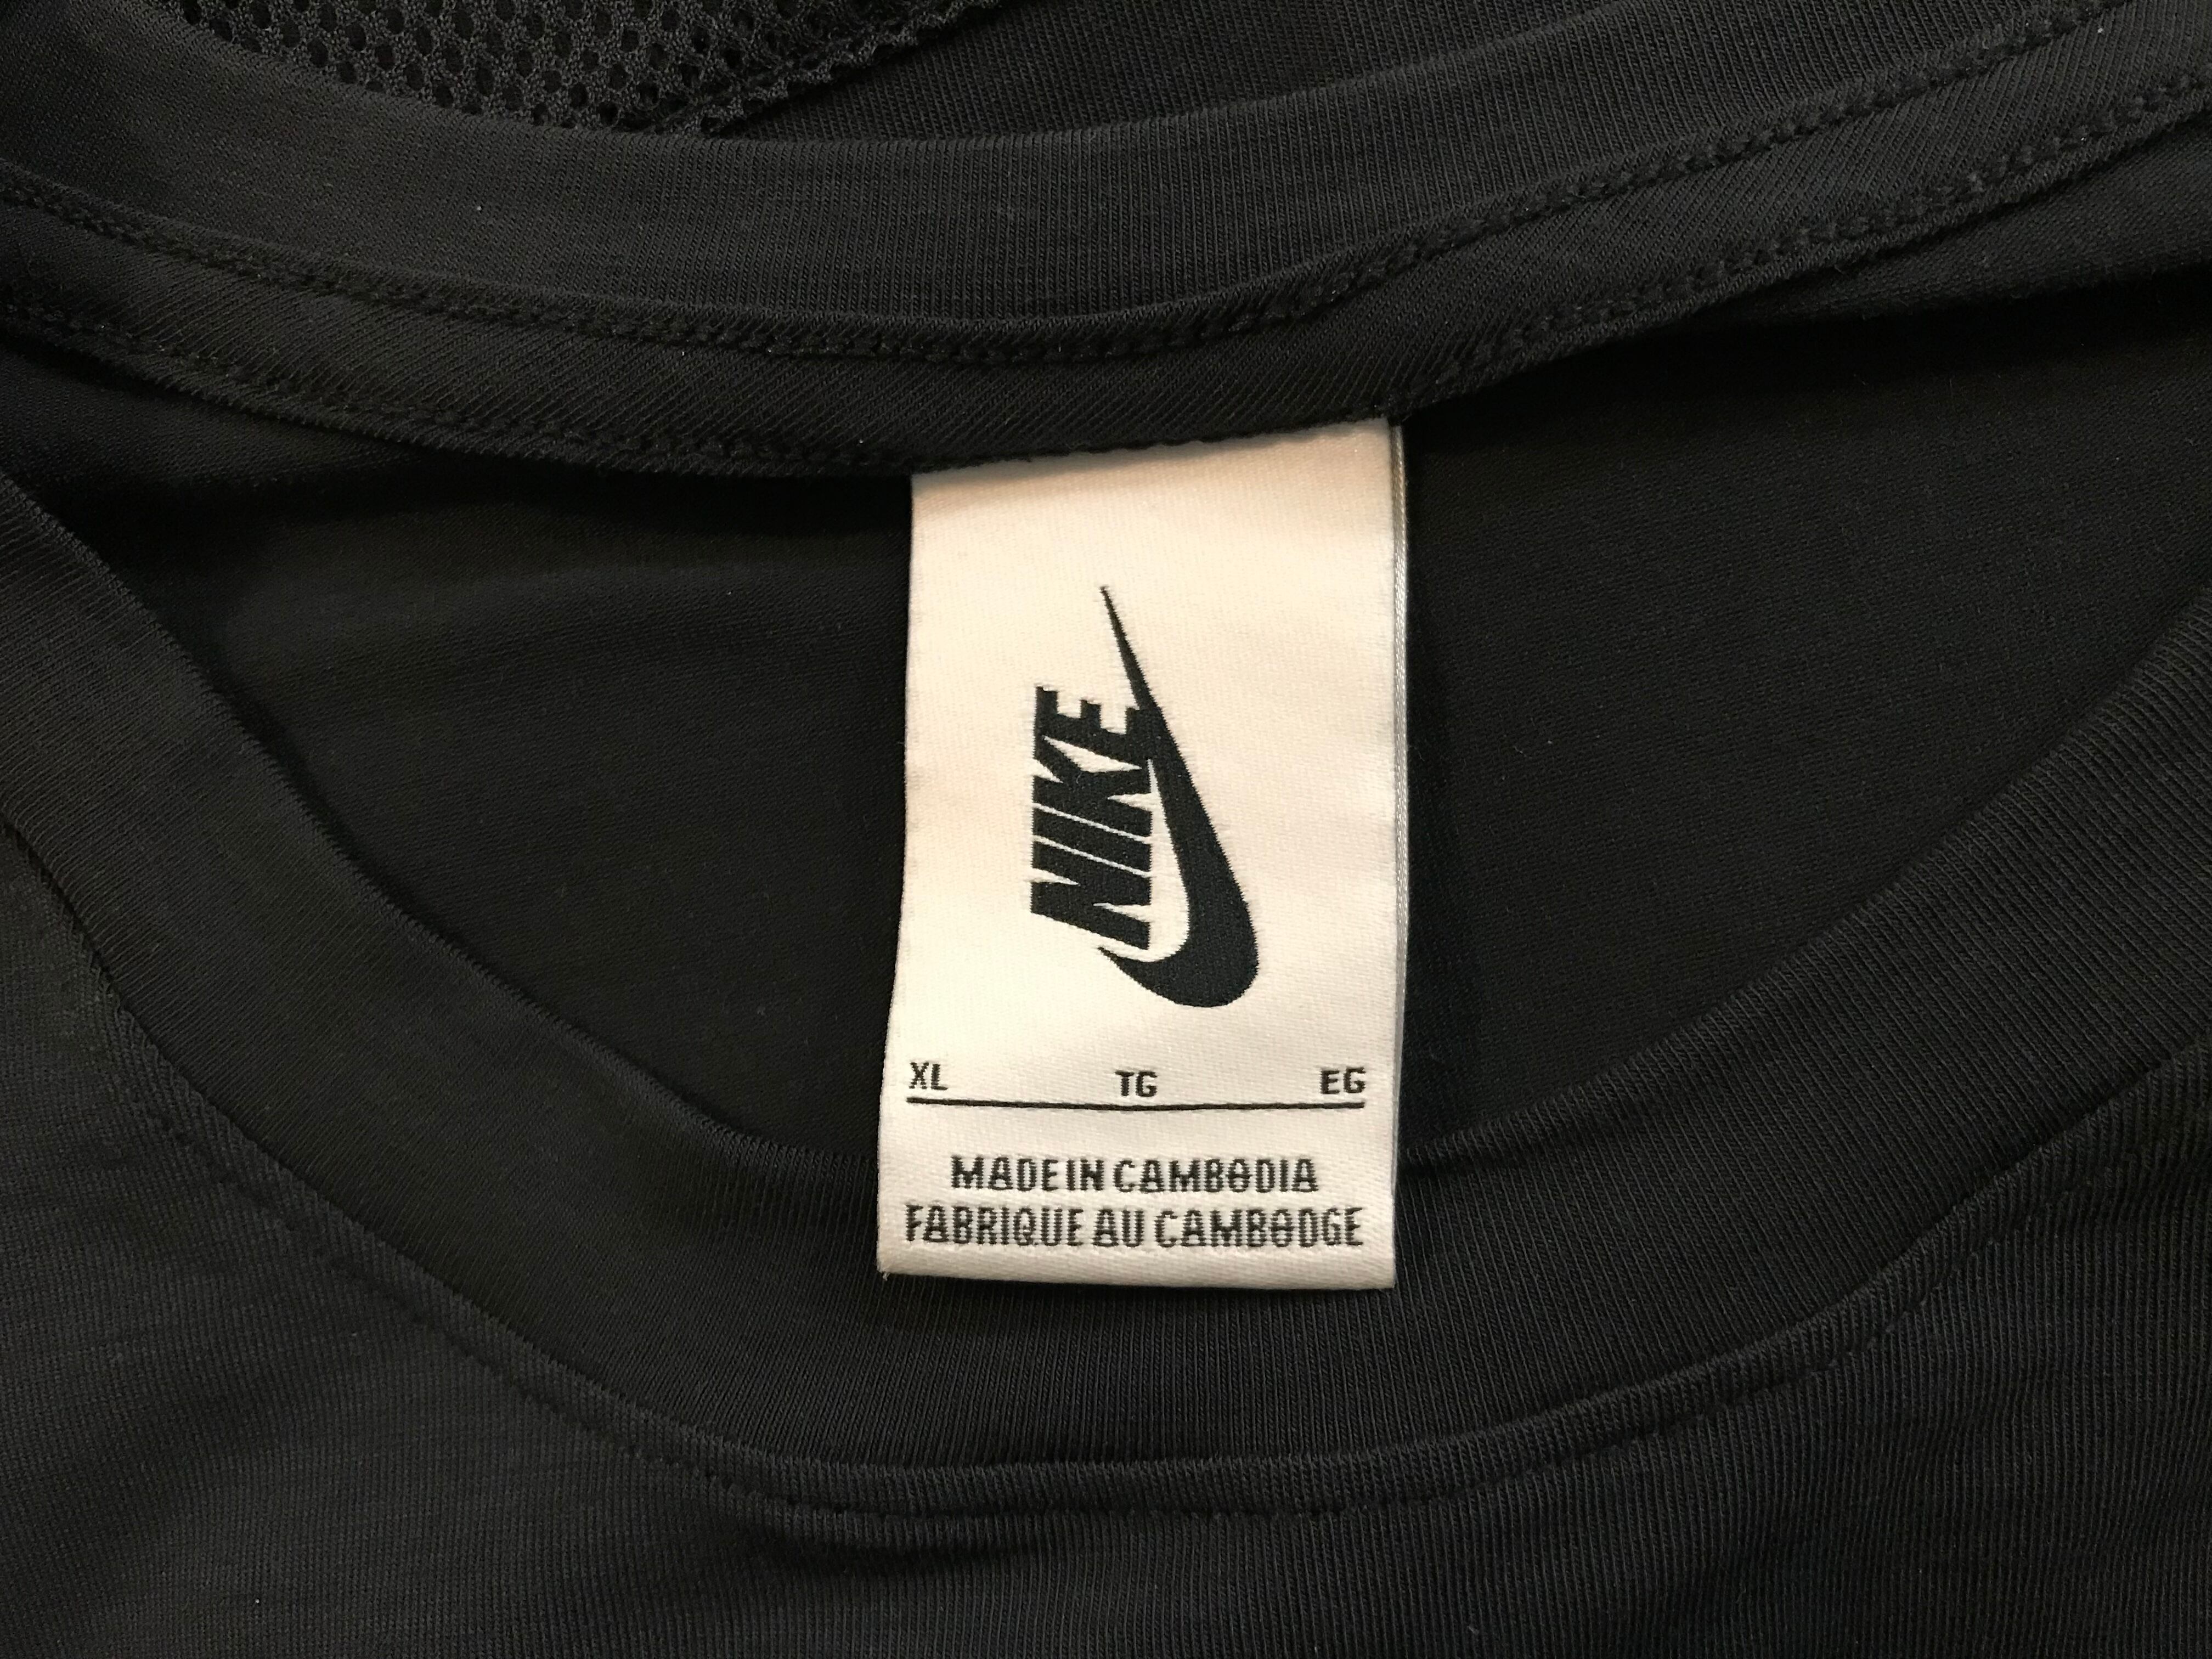 NIKE
XL TG EG
MADE IN CAMBODIA
FABRIQUE AU CAMBODGE